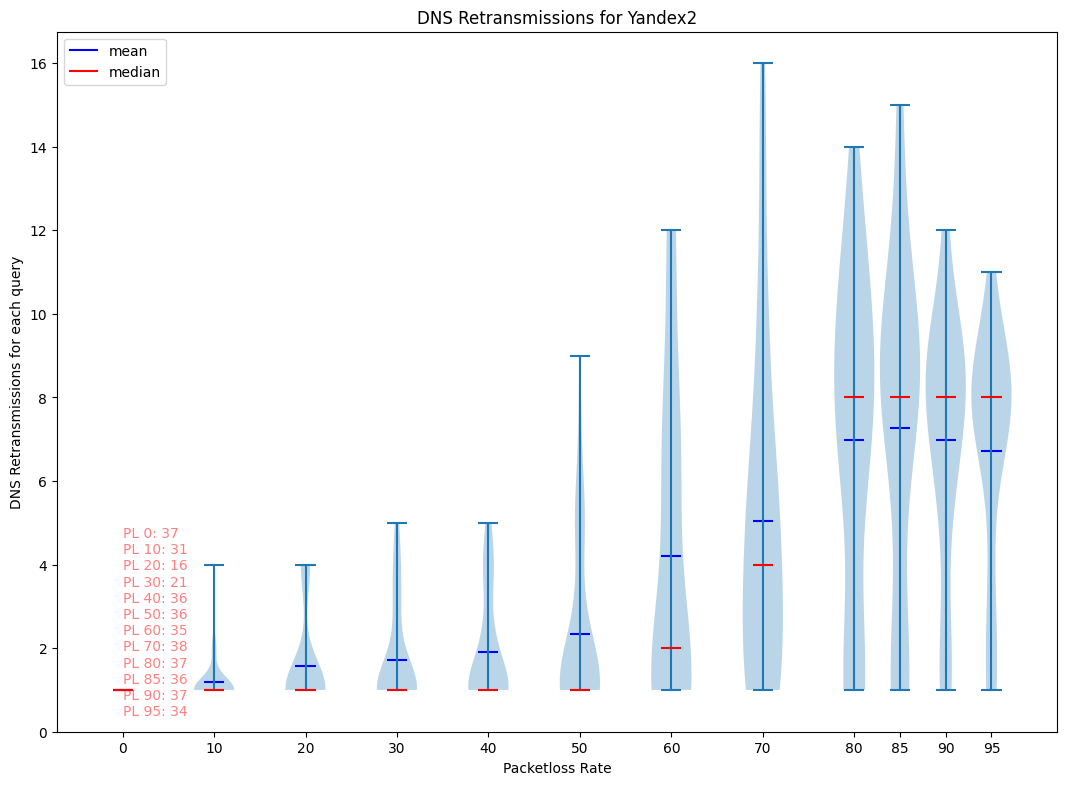 DNS Retransmissions for Yandex2
mean
median
DNS Retransmissions for each query
16
14
12
10
8
6
4
2
0
PL 0: 37
PL 10: 31
PL 20: 16
PL 30: 21
PL 40: 36
PL 50: 36
PL 60: 35
PL 70: 38
PL 80: 37
PL 85: 36
PL 90: 37
PL 95: 34
0 10 20 30 40 50 60 70 80 85 90 95
Packetloss Rate